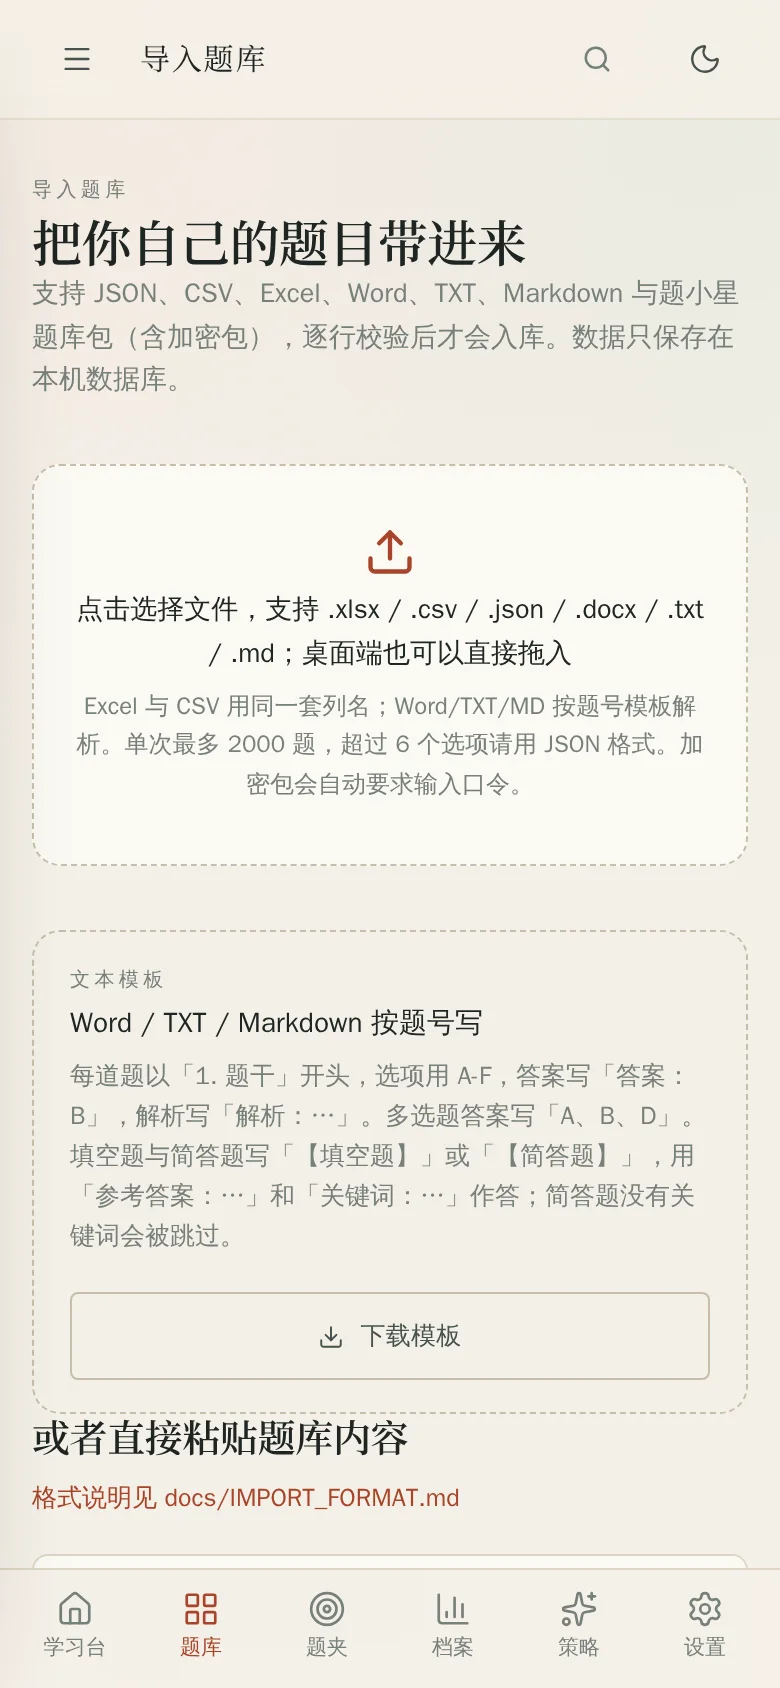 导入题库
导入题库
把你自己的题目带进来
支持 JSON、CSV、Excel、Word、TXT、Markdown 与题小星
题库包（含加密包），逐行校验后才会入库。数据只保存在
本机数据库。
点击选择文件，支持 .xlsx / .csv / .json / .docx / .txt
/ .md；桌面端也可以直接拖入
Excel 与 CSV 用同一套列名；Word/TXT/MD 按题号模板解
析。单次最多 2000 题，超过 6 个选项请用 JSON 格式。加
密包会自动要求输入口令。
文本模板
Word / TXT / Markdown 按题号写
每道题以「1. 题干」开头，选项用 A-F，答案写「答案：
B」，解析写「解析：…」。多选题答案写「A、B、D」。
填空题与简答题写「【填空题】」或「【简答题】」，用
「参考答案：…」和「关键词：…」作答；简答题没有关
键词会被跳过。
下载模板
或者直接粘贴题库内容
格式说明见 docs/IMPORT_FORMAT.md
学习台
题库
题夹
档案
策略
设置